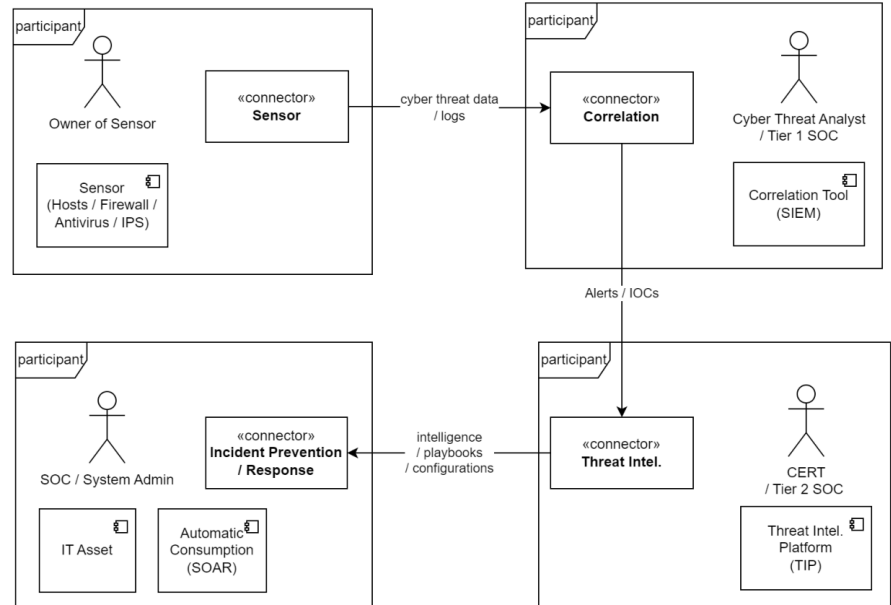 participant
Owner of Sensor
«connector»
Sensor
Sensor
(Hosts / Firewall /
Antivirus / IPS)
cyber threat data
/ logs
participant
«connector»
Correlation
Cyber Threat Analyst
/ Tier 1 SOC
Correlation Tool
(SIEM)
Alerts / IOCs
participant
SOC / System Admin
«connector»
Incident Prevention
/ Response
IT Asset
Automatic
Consumption
(SOAR)
intelligence
/ playbooks
/ configurations
participant
«connector»
Threat Intel.
CERT
/ Tier 2 SOC
Threat Intel.
Platform
(TIP)